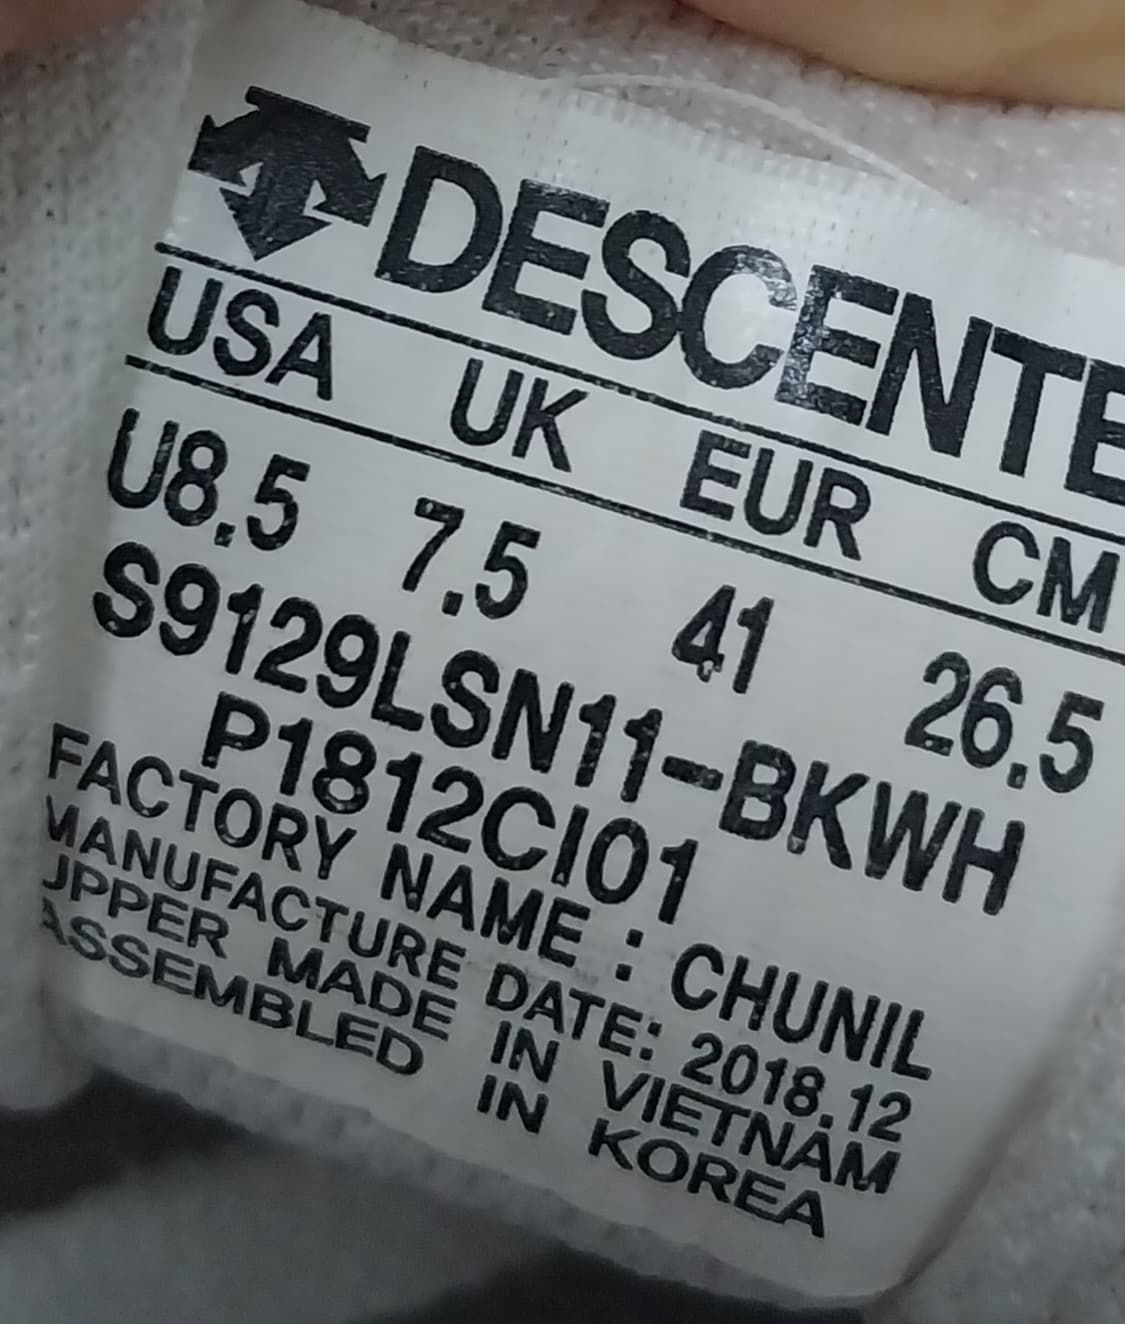 DESCENTE
USA UK EUR CM
U8.5 7.5 41 26.5
S9129LSN11-BKWH
P1812CI01
FACTORY NAME : CHUNIL
MANUFACTURE DATE: 2018.12
UPPER MADE IN VIETNAM
ASSEMBLED IN KOREA